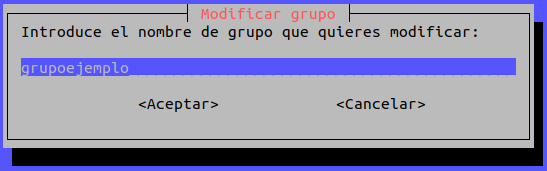 Modificar grupo
Introduce el nombre de grupo que quieres modificar:
grupoejemplo
<Aceptar> <Cancelar>